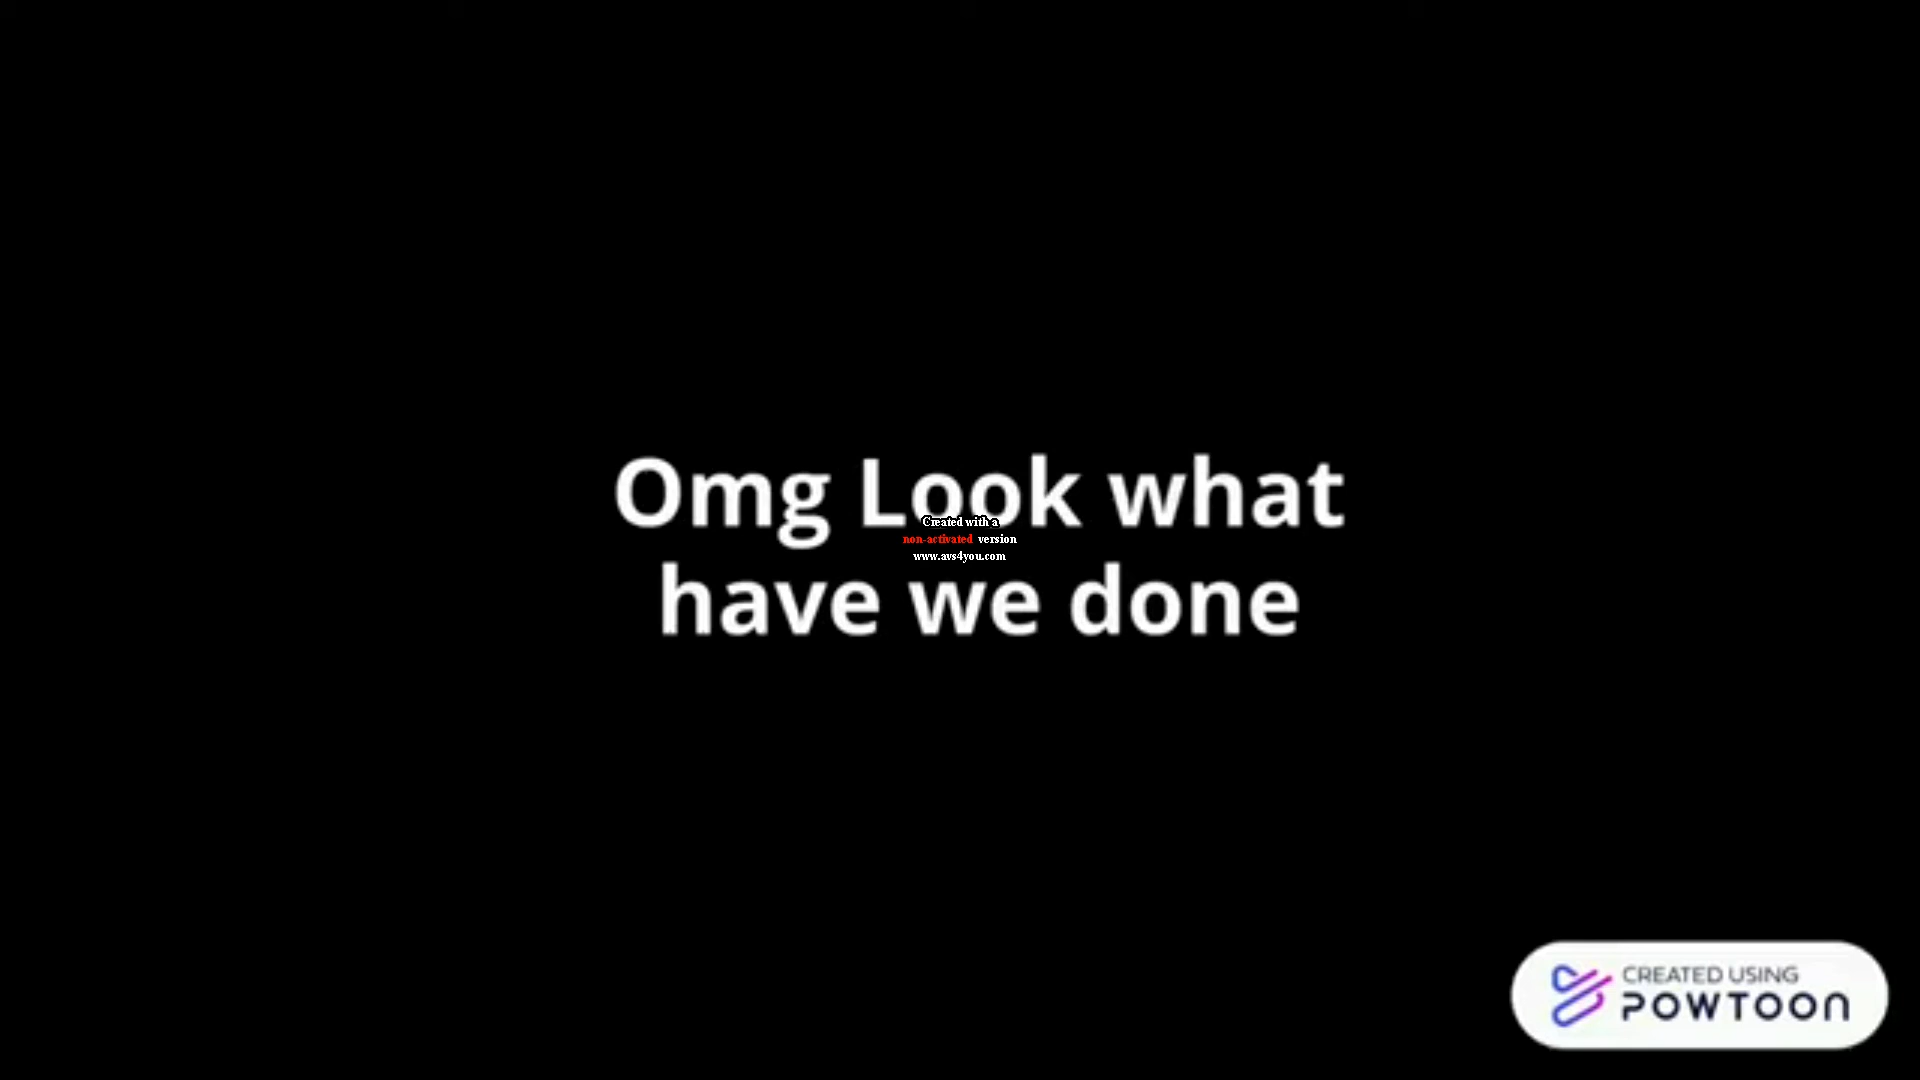 Omg Look what
Created with a
non-activated version
www.avs4you.com
have we done
CREATED USING
POWTOON